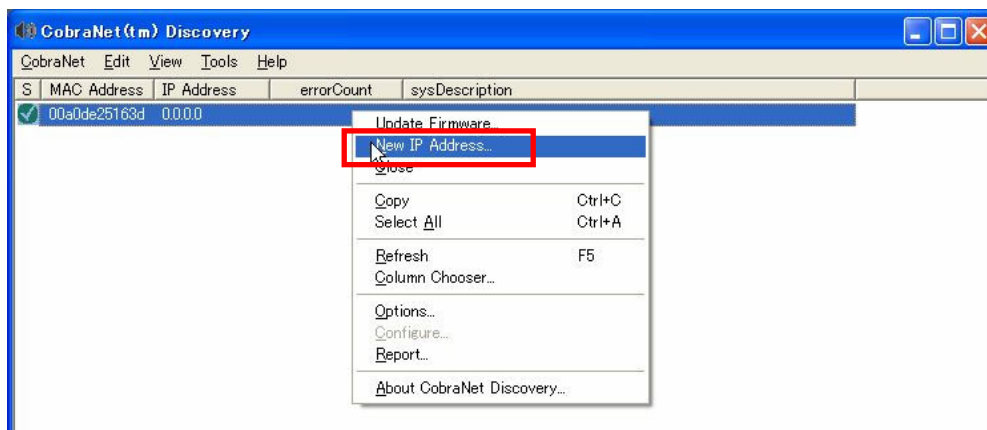 CobraNet(tm) Discovery
CobraNet Edit View Tools Help
S MAC Address IP Address errorCount sysDescription
00a0de25163d 0.0.0.0
Update Firmware...
New IP Address...
Close
Copy Ctrl+C
Select All Ctrl+A
Refresh F5
Column Chooser...
Options...
Configure...
Report...
About CobraNet Discovery...